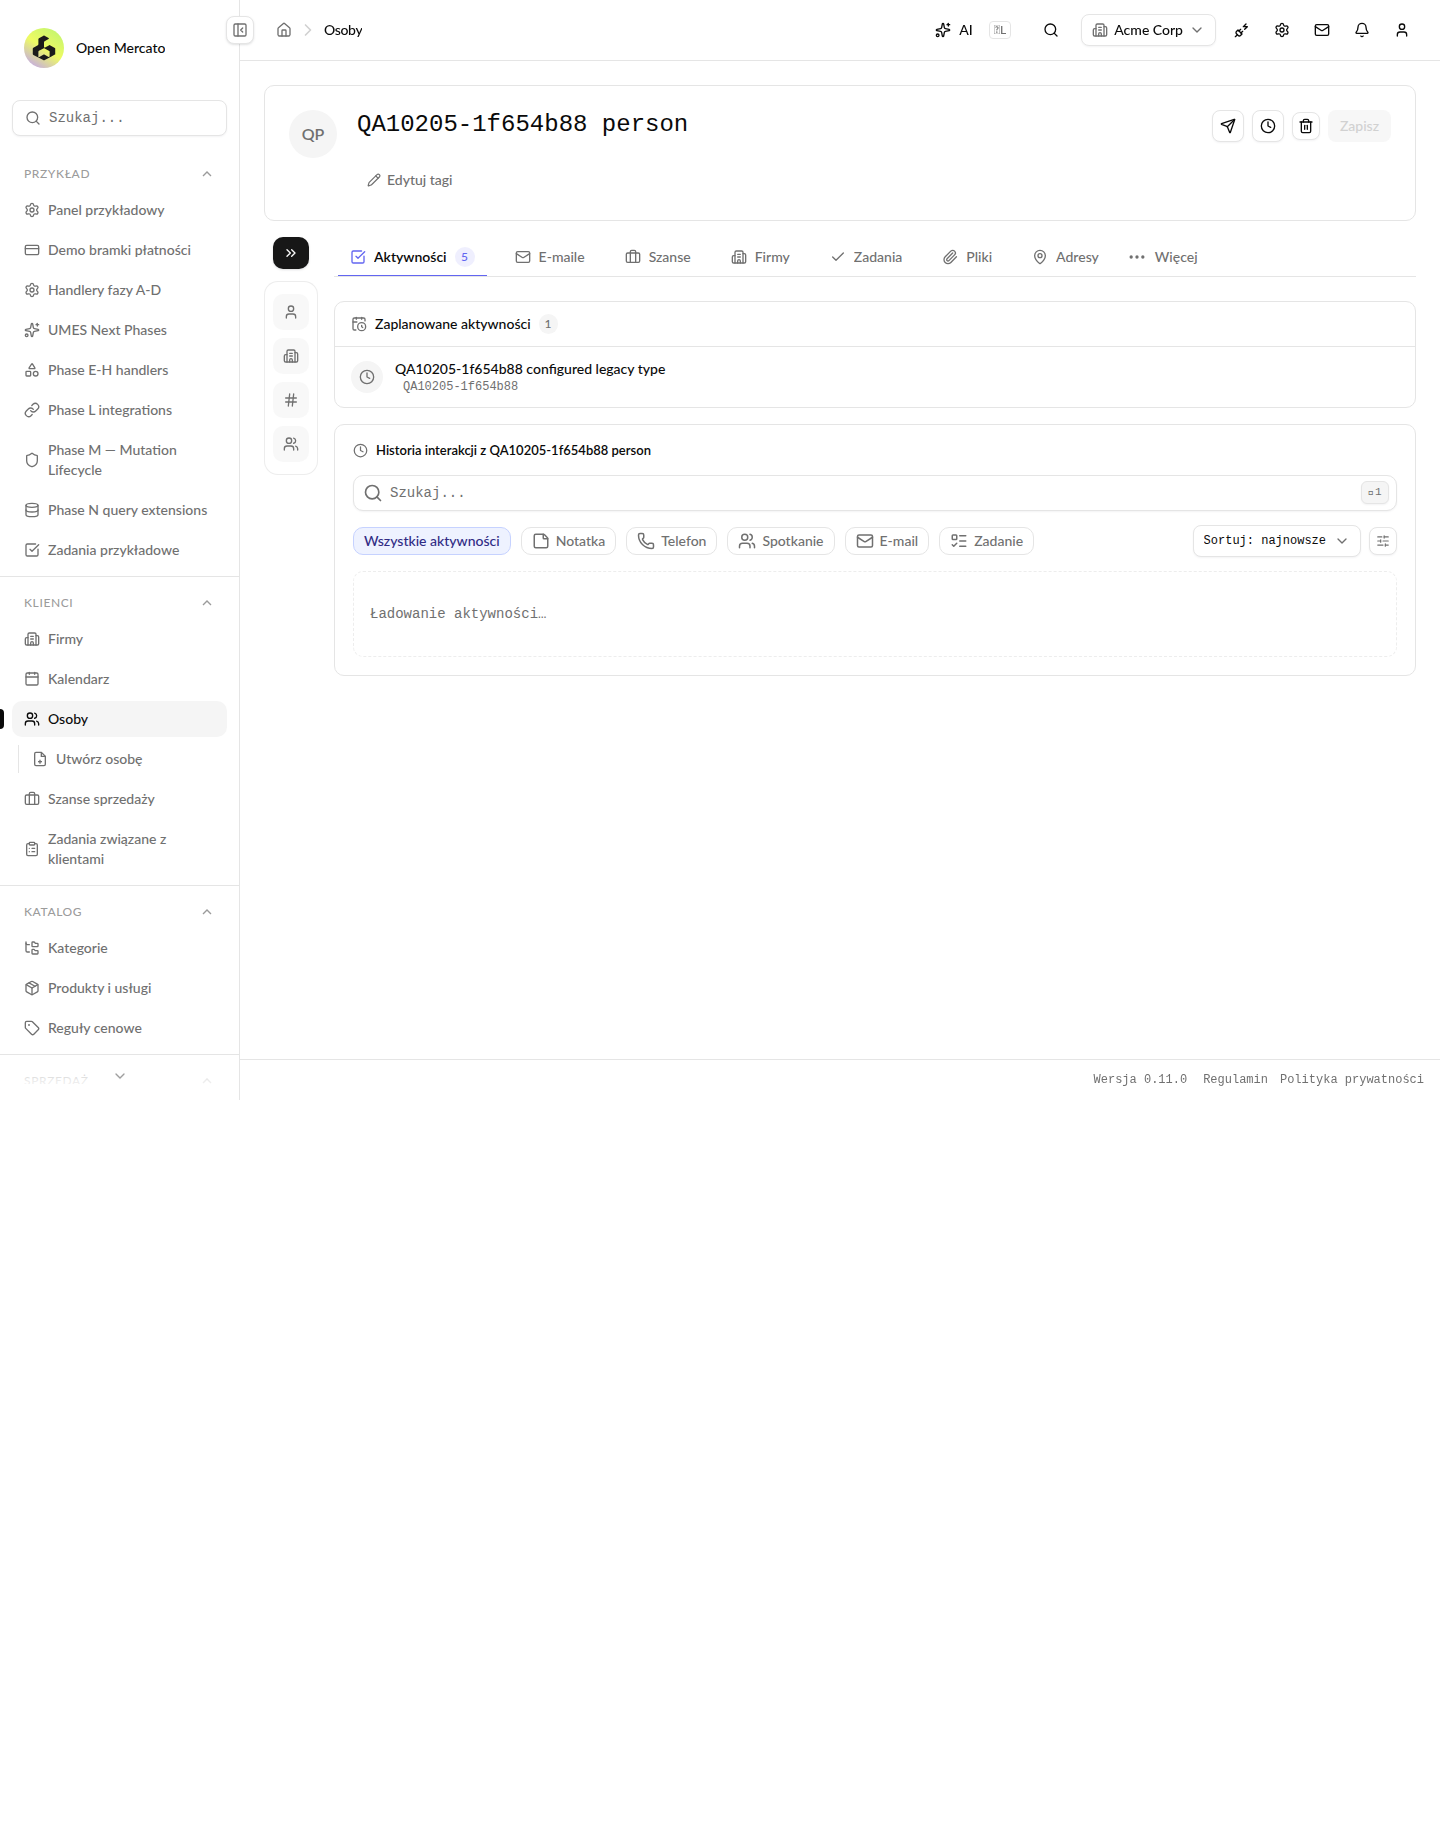 Open Mercato
Szukaj...
PRZYKŁAD
Panel przykładowy
Demo bramki płatności
Handlery fazy A-D
UMES Next Phases
Phase E-H handlers
Phase L integrations
Phase M — Mutation
Lifecycle
Phase N query extensions
Zadania przykładowe
KLIENCI
Firmy
Kalendarz
Osoby
Utwórz osobę
Szanse sprzedaży
Zadania związane z
klientami
KATALOG
Kategorie
Produkty i usługi
Reguły cenowe
SPRZEDAŻ
Osoby
AI
L
Acme Corp
QP
QA10205-1f654b88 person
Zapisz
Edytuj tagi
Aktywności 5
E-maile
Szanse
Firmy
Zadania
Pliki
Adresy
Więcej
Zaplanowane aktywności 1
QA10205-1f654b88 configured legacy type
QA10205-1f654b88
Historia interakcji z QA10205-1f654b88 person
Szukaj...
1
Wszystkie aktywności
Notatka
Telefon
Spotkanie
E-mail
Zadanie
Sortuj: najnowsze
Ładowanie aktywności…
Wersja 0.11.0 Regulamin Polityka prywatności